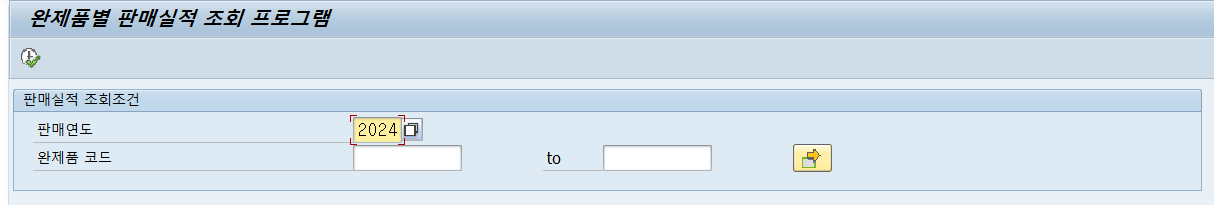 완제품별 판매실적 조회 프로그램
판매실적 조회조건
판매연도 2024
완제품 코드 to